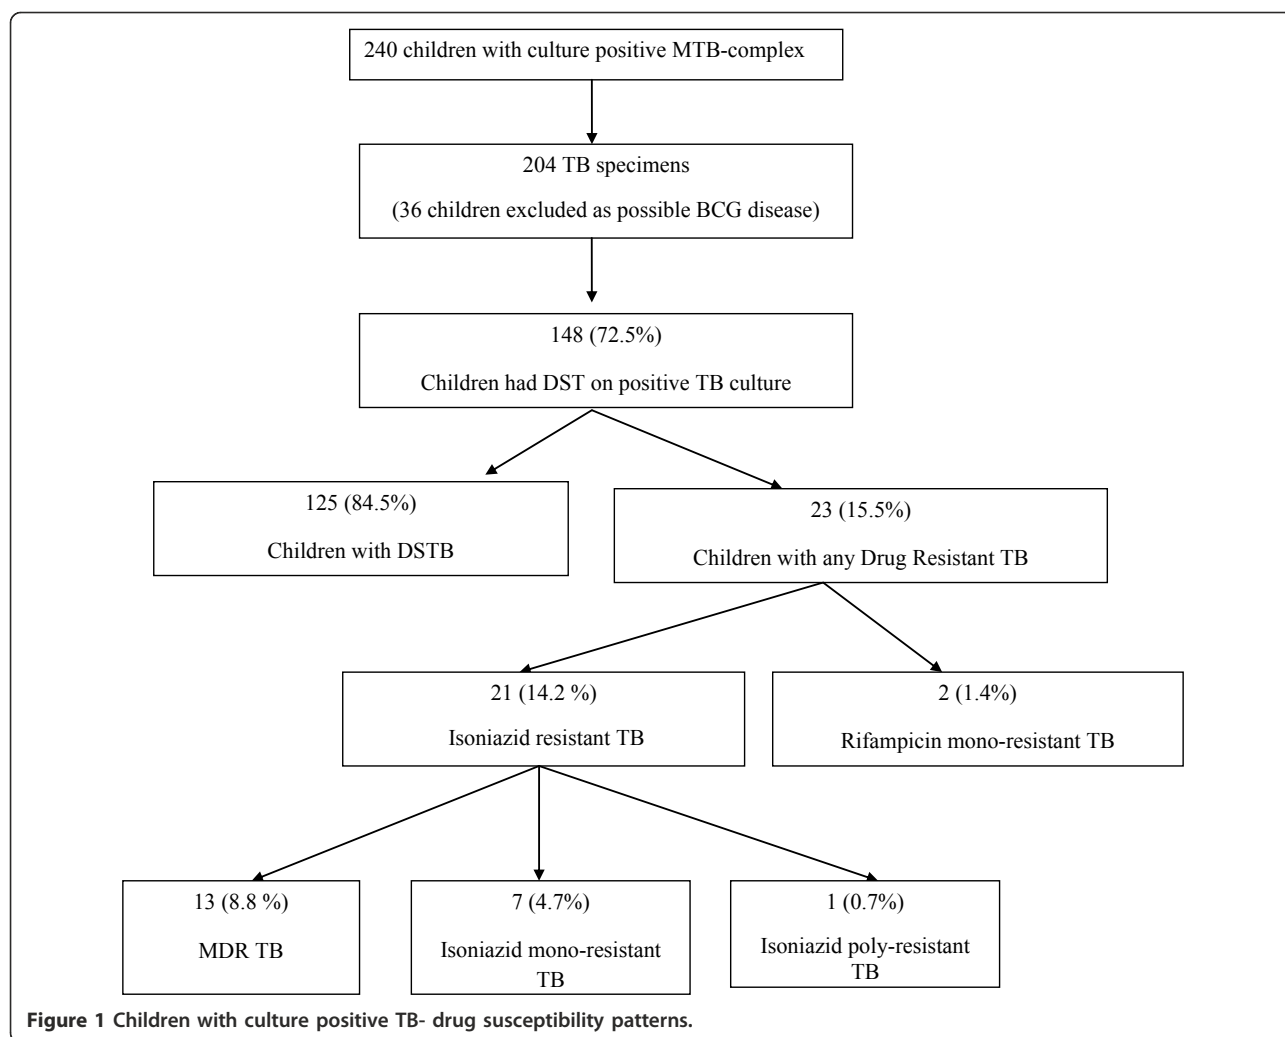 240 children with culture positive MTB-complex
204 TB specimens
(36 children excluded as possible BCG disease)
148 (72.5%)
Children had DST on positive TB culture
125 (84.5%)
Children with DSTB
23 (15.5%)
Children with any Drug Resistant TB
21 (14.2 %)
Isoniazid resistant TB
2 (1.4%)
Rifampicin mono-resistant TB
13 (8.8 %)
MDR TB
7 (4.7%)
Isoniazid mono-resistant
TB
1 (0.7%)
Isoniazid poly-resistant
TB
Figure 1 Children with culture positive TB- drug susceptibility patterns.